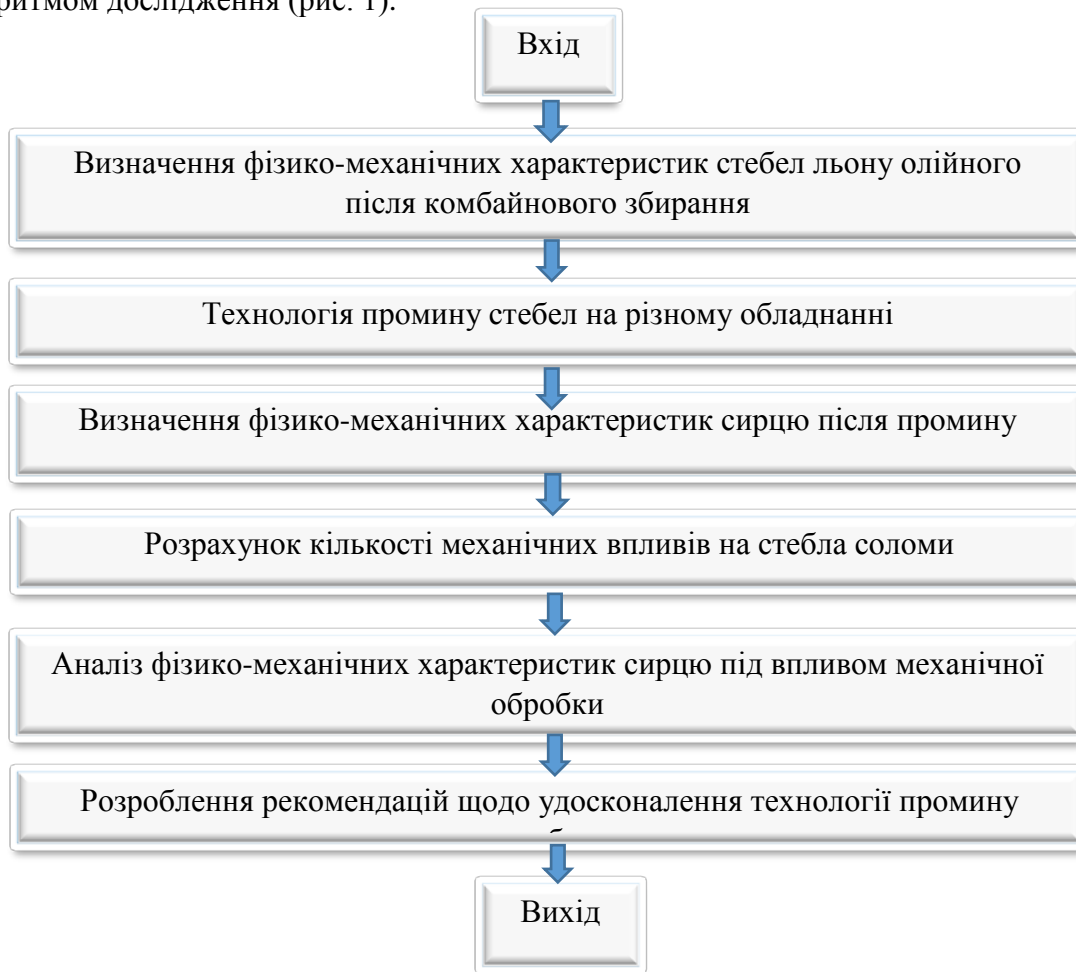 ритмом дослідження (рис. 1).
Вхід
Визначення фізико-механічних характеристик стебел льону олійного
після комбайнового збирання
Технологія промину стебел на різному обладнанні
Визначення фізико-механічних характеристик сирцю після промину
Розрахунок кількості механічних впливів на стебла соломи
Аналіз фізико-механічних характеристик сирцю під впливом механічної
обробки
Розроблення рекомендацій щодо удосконалення технології промину
Вихід